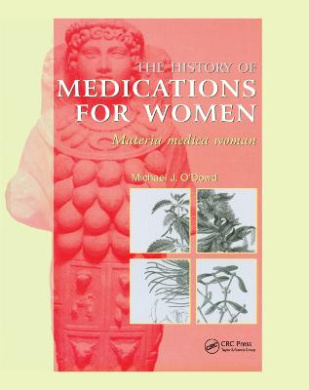 THE HISTORY OF
MEDICATIONS
FOR WOMEN
Materia medica woman
Michael J. O'Dowd
CRC Press
Taylor & Francis Group